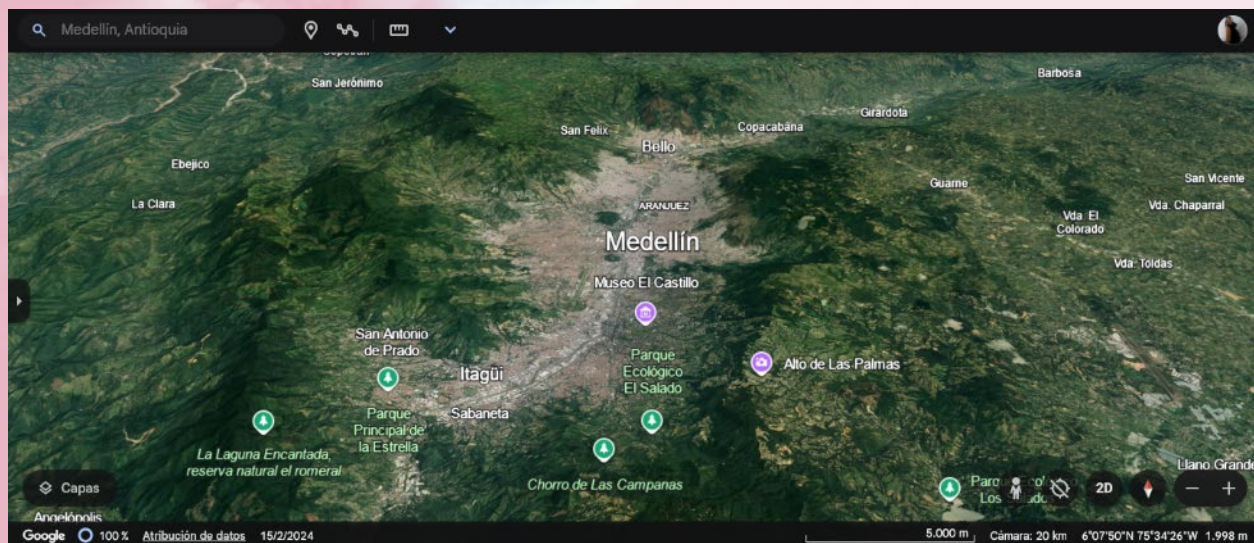 Medellín, Antioquia
San Jerónimo
Barbosa
Girardota
Copacabana
San Felix
Bello
Ebejico
Guarne
San Vicente
La Clara
ARANJUEZ
Vda. Chaparral
Vda. El
Colorado
Medellín
Vda. Toldas
Museo El Castillo
San Antonio
de Prado
Parque
Ecológico
El Salado
Alto de Las Palmas
Itagüí
Sabaneta
Parque
Principal de
la Estrella
La Laguna Encantada,
reserva natural el romeral
Chorro de Las Campanas
Llano Grande
Capas
2D
Angelópolis
Google
100 %
Atribución de datos
15/2/2024
5.000 m
Cámara: 20 km
6°07'50"N 75°34'26"W
1.998 m